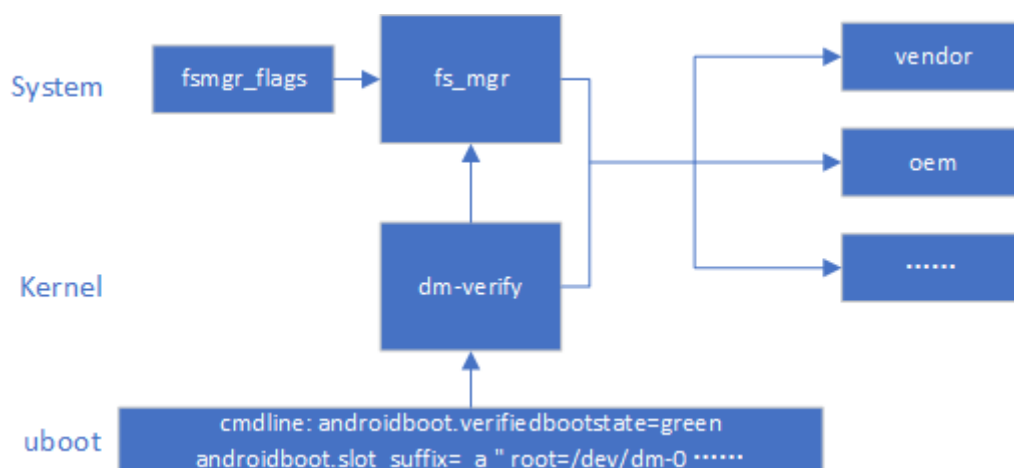 System
fsmgr_flags
fs_mgr
vendor
oem
Kernel
dm-verify
······
uboot
cmdline: androidboot.verifiedbootstate=green
androidboot.slot_suffix=_a " root=/dev/dm-0 ······